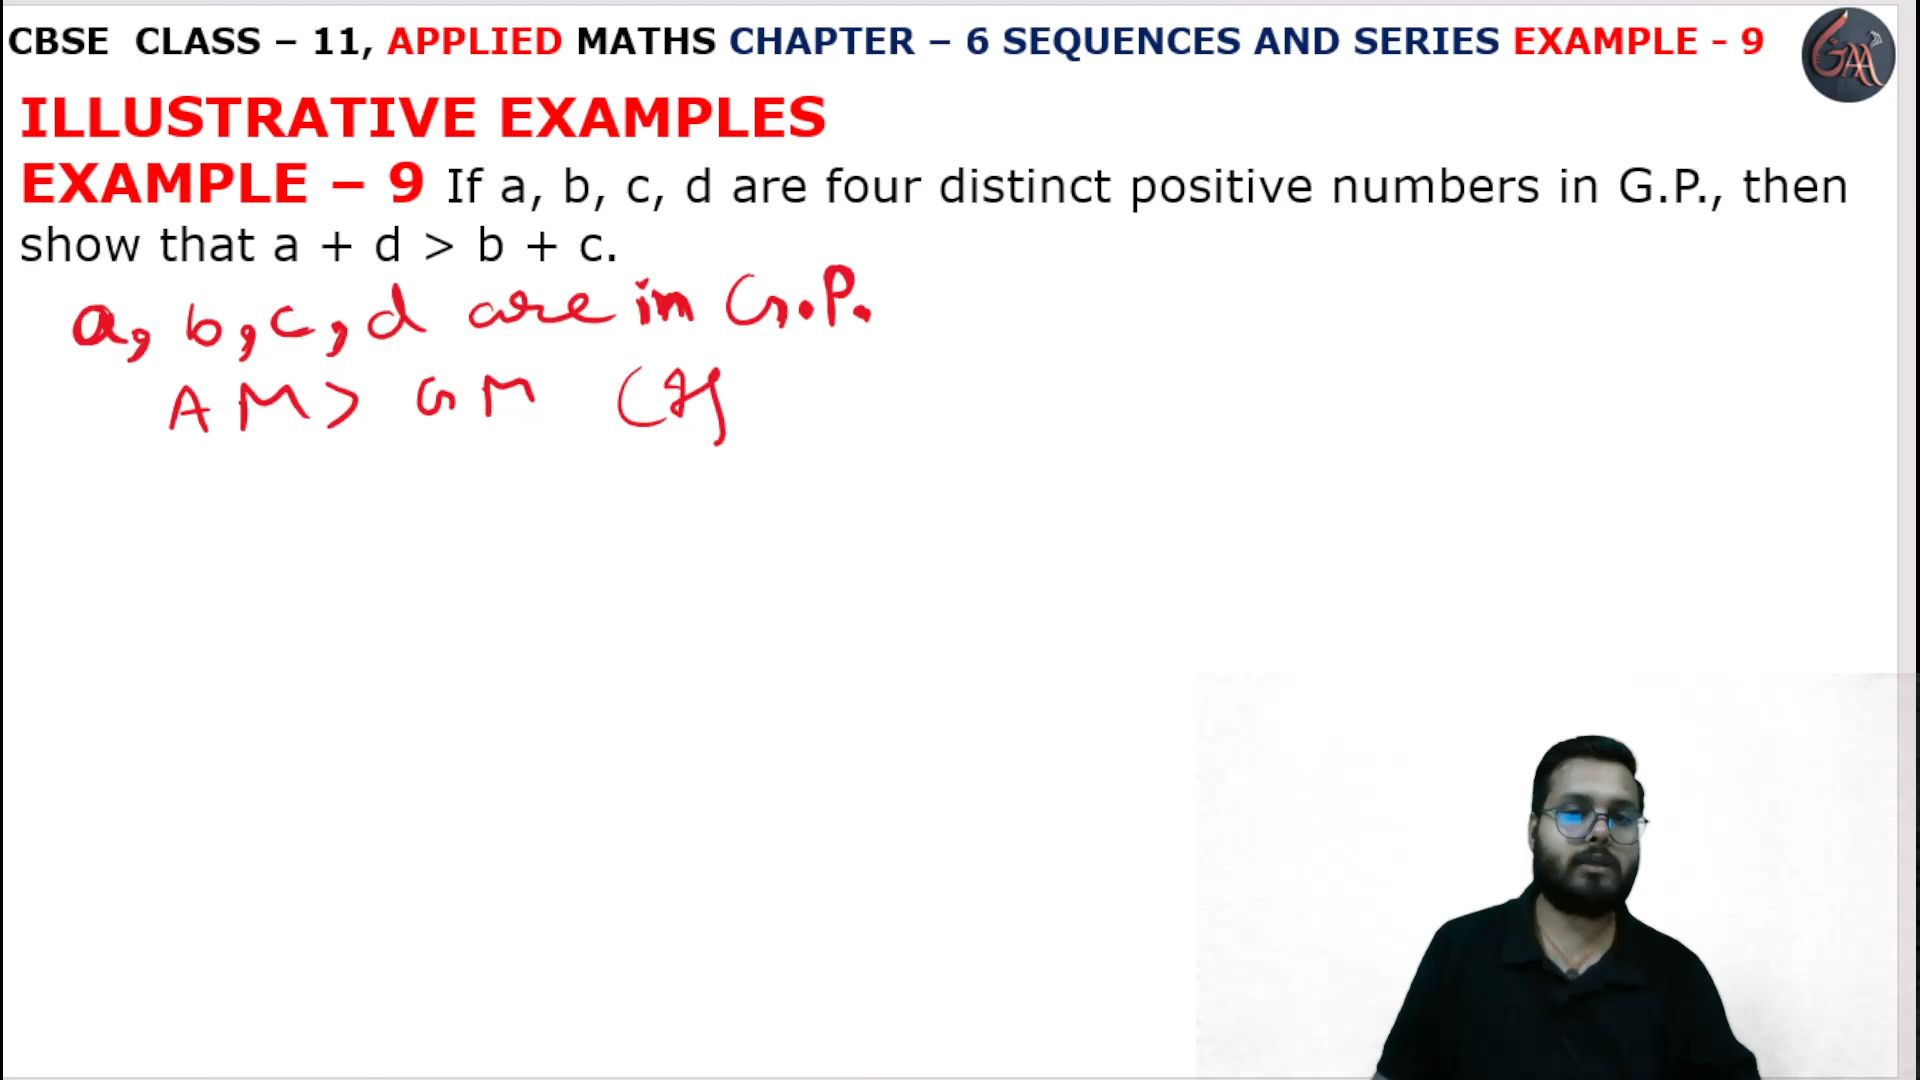 CBSE CLASS – 11, APPLIED MATHS CHAPTER – 6 SEQUENCES AND SERIES EXAMPLE - 9
ILLUSTRATIVE EXAMPLES
EXAMPLE – 9 If a, b, c, d are four distinct positive numbers in G.P., then
show that a + d > b + c.
a, b, c, d are in G.P.
AM > GM